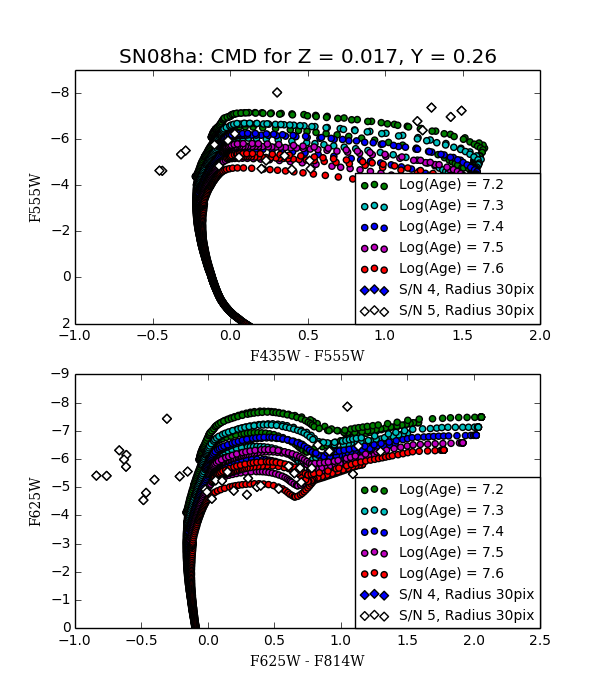 SN08ha: CMD for Z = 0.017, Y = 0.26
−8
−6
−4
−2
0
2
F555W
Log(Age) = 7.2
Log(Age) = 7.3
Log(Age) = 7.4
Log(Age) = 7.5
Log(Age) = 7.6
S/N 4, Radius 30pix
S/N 5, Radius 30pix
−1.0 −0.5 0.0 0.5 1.0 1.5 2.0
F435W - F555W
−9
−8
−7
−6
−5
−4
−3
−2
−1
0
F625W
Log(Age) = 7.2
Log(Age) = 7.3
Log(Age) = 7.4
Log(Age) = 7.5
Log(Age) = 7.6
S/N 4, Radius 30pix
S/N 5, Radius 30pix
−1.0 −0.5 0.0 0.5 1.0 1.5 2.0 2.5
F625W - F814W